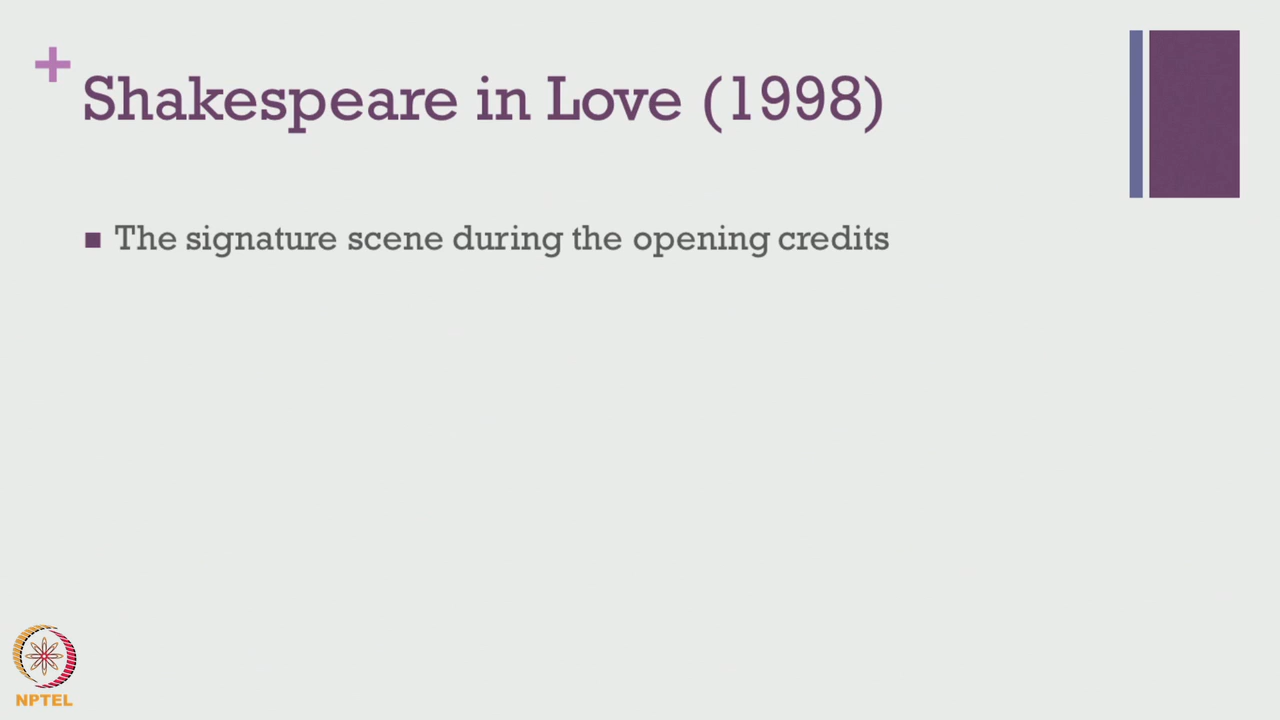 +
Shakespeare in Love (1998)
■ The signature scene during the opening credits
NPTEL